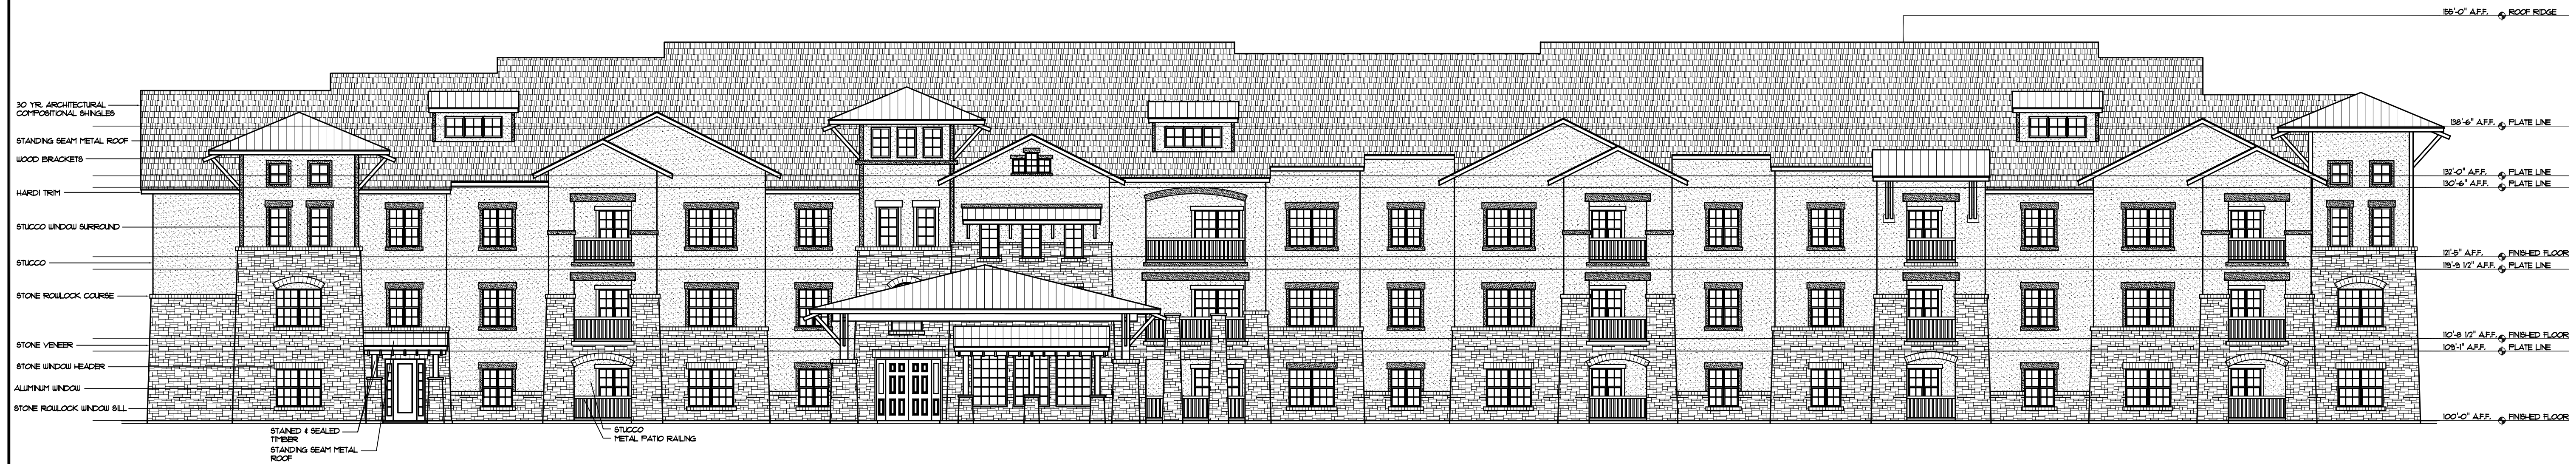 30 YR. ARCHITECTURAL
COMPOSITIONAL SHINGLES
STANDING SEAM METAL ROOF
WOOD BRACKETS
HARDI TRIM
STUCCO WINDOW SURROUND
STUCCO
STONE ROWLOCK COURSE
STONE VENEER
STONE WINDOW HEADER
ALUMINUM WINDOW
STONE ROWLOCK WINDOW SILL
STAINED & SEALED
TIMBER
STANDING SEAM METAL
ROOF
STUCCO
METAL PATIO RAILING
155'-0" A.F.F. ROOF RIDGE
138'-6" A.F.F. PLATE LINE
132'-0" A.F.F. PLATE LINE
130'-6" A.F.F. PLATE LINE
121'-5" A.F.F. FINISHED FLOOR
119'-9 1/2" A.F.F. PLATE LINE
110'-8 1/2" A.F.F. FINISHED FLOOR
109'-1" A.F.F. PLATE LINE
100'-0" A.F.F. FINISHED FLOOR